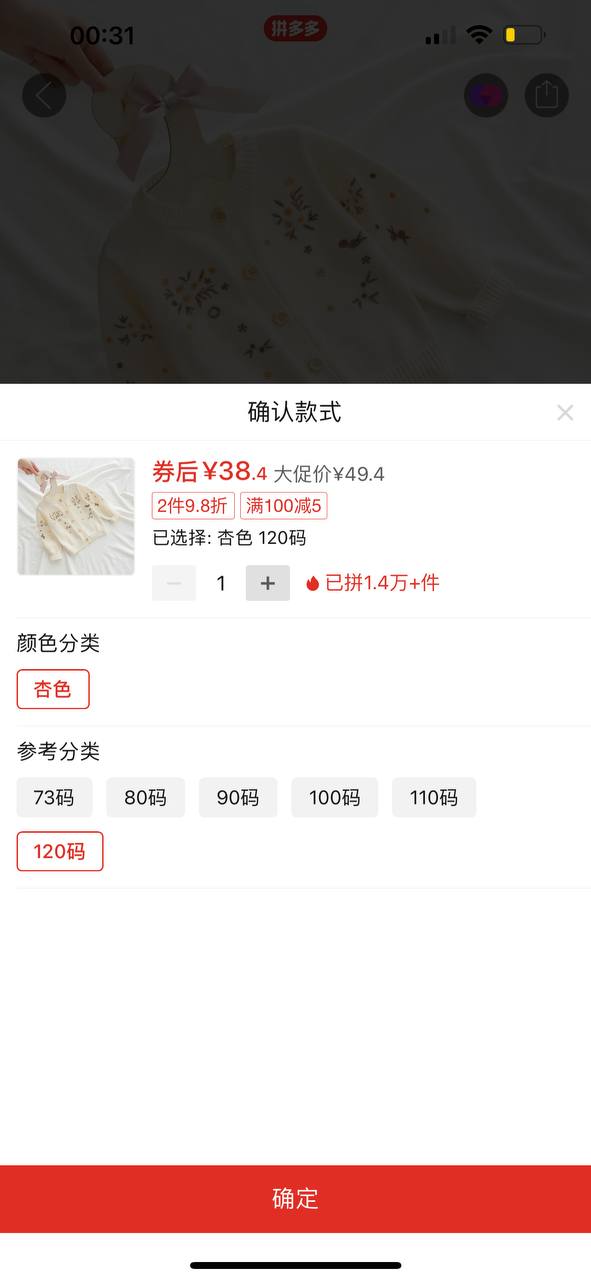 00:31
拼多多
确认款式
券后¥38.4 大促价¥49.4
2件9.8折 满100减5
已选择: 杏色 120码
1 已拼1.4万+件
颜色分类
杏色
参考分类
73码 80码 90码 100码 110码
120码
确定